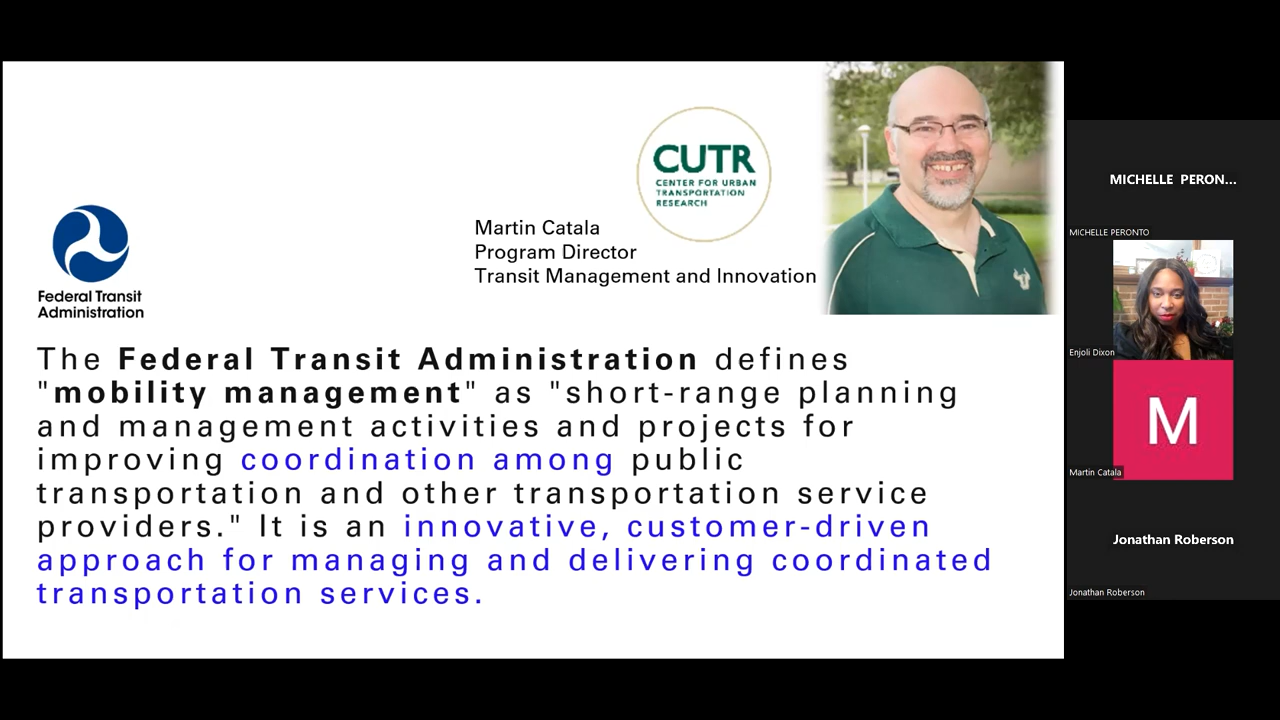 CUTR
CENTER FOR URBAN
TRANSPORTATION
RESEARCH
Martin Catala
Program Director
Transit Management and Innovation
Federal Transit
Administration
The Federal Transit Administration defines
"mobility management" as "short-range planning
and management activities and projects for
improving coordination among public
transportation and other transportation service
providers." It is an innovative, customer-driven
approach for managing and delivering coordinated
transportation services.
MICHELLE PERON...
MICHELLE PERONTO
Enjoli Dixon
M
Martin Catala
Jonathan Roberson
Jonathan Roberson